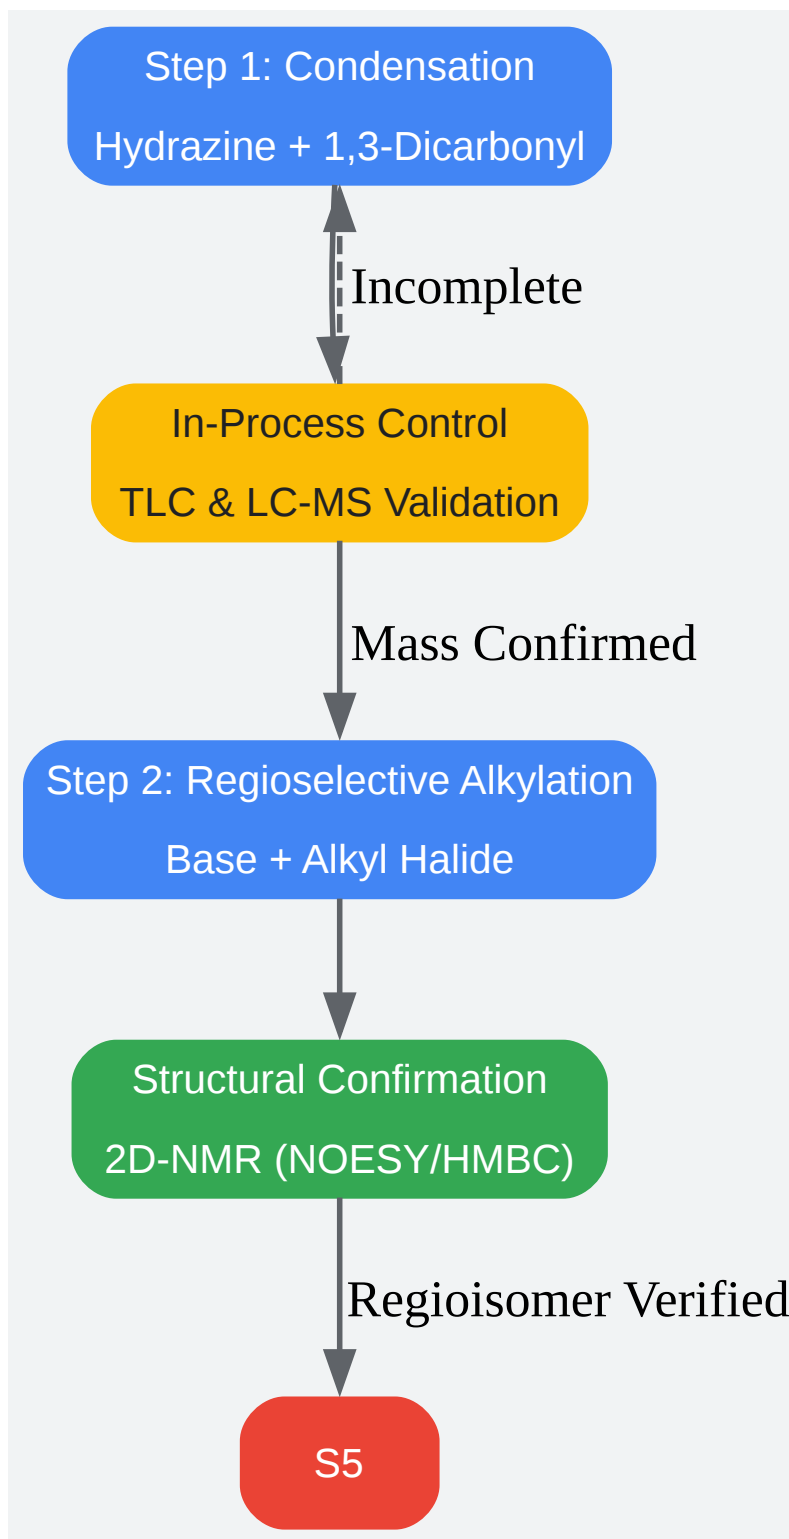 Step 1: Condensation
Hydrazine + 1,3-Dicarbonyl
Incomplete
In-Process Control
TLC & LC-MS Validation
Mass Confirmed
Step 2: Regioselective Alkylation
Base + Alkyl Halide
Structural Confirmation
2D-NMR (NOESY/HMBC)
Regioisomer Verified
S5